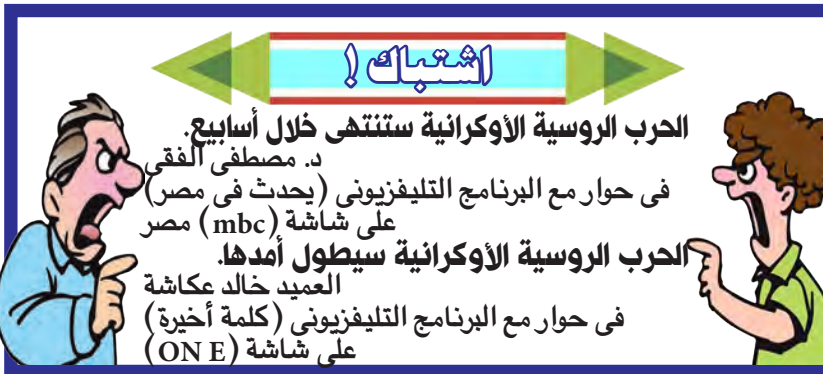 اشتباك !
الحرب الروسية الأوكرانية ستنتهى خلال أسابيع.
د. مصطفى الفقى
فى حوار مع البرنامج التليفزيونى (يحدث فى مصر)
على شاشة (mbc) مصر
الحرب الروسية الأوكرانية سيطول أمدها.
العميد خالد عكاشة
فى حوار مع البرنامج التليفزيونى (كلمة أخيرة)
على شاشة (ON E)